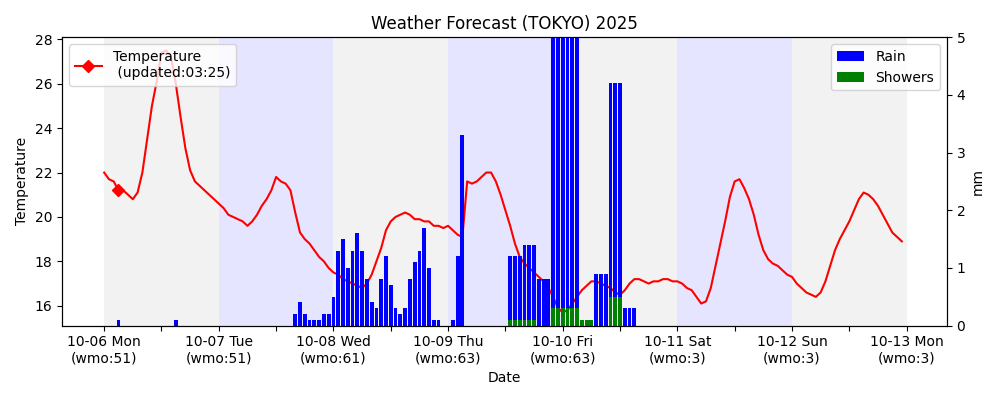 Weather Forecast (TOKYO) 2025
Temperature
(updated:03:25)
Rain
Showers
28
26
24
22
20
18
16
Temperature
5
4
3
2
1
0
mm
10-06 Mon 10-07 Tue 10-08 Wed 10-09 Thu 10-10 Fri 10-11 Sat 10-12 Sun 10-13 Mon
(wmo:51) (wmo:51) (wmo:61) (wmo:63) (wmo:63) (wmo:3) (wmo:3) (wmo:3)
Date